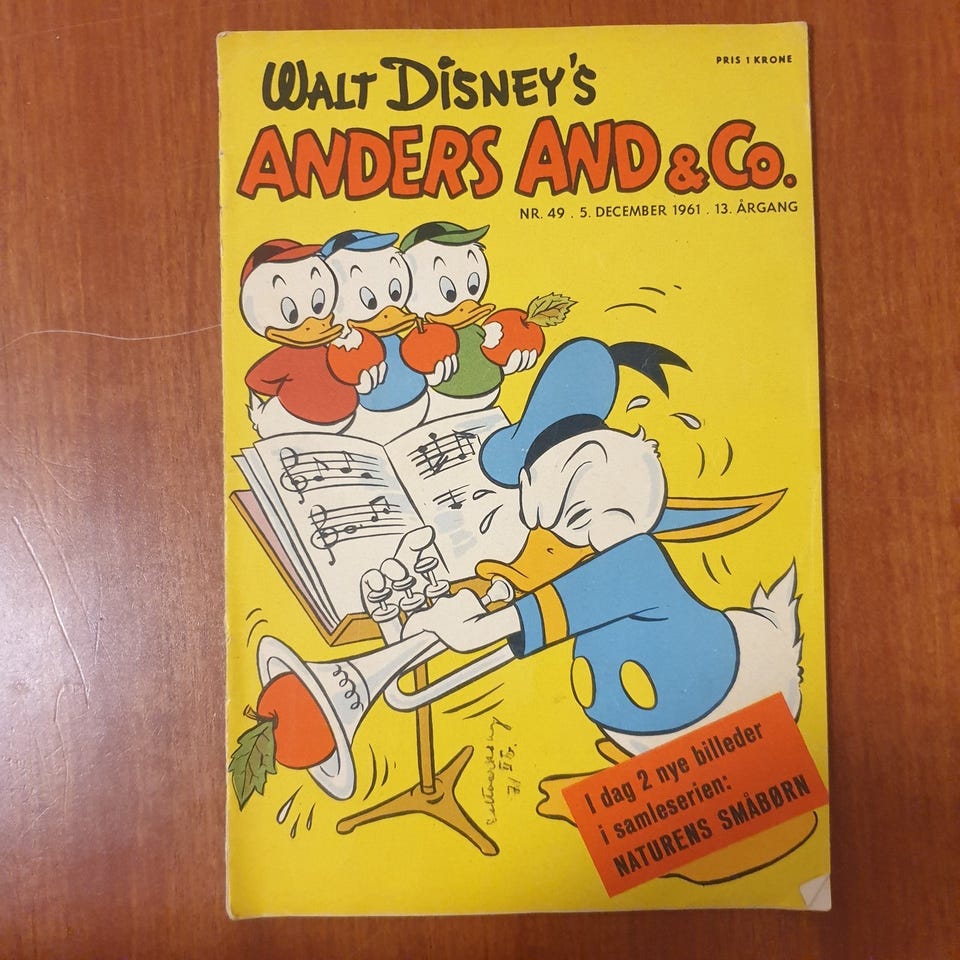 WALT DISNEY'S
PRIS 1 KRONE
ANDERS AND & Co.
NR. 49 . 5. DECEMBER 1961 . 13. ÅRGANG
I dag 2 nye billeder
i samleserien:
NATURENS SMÅBØRN